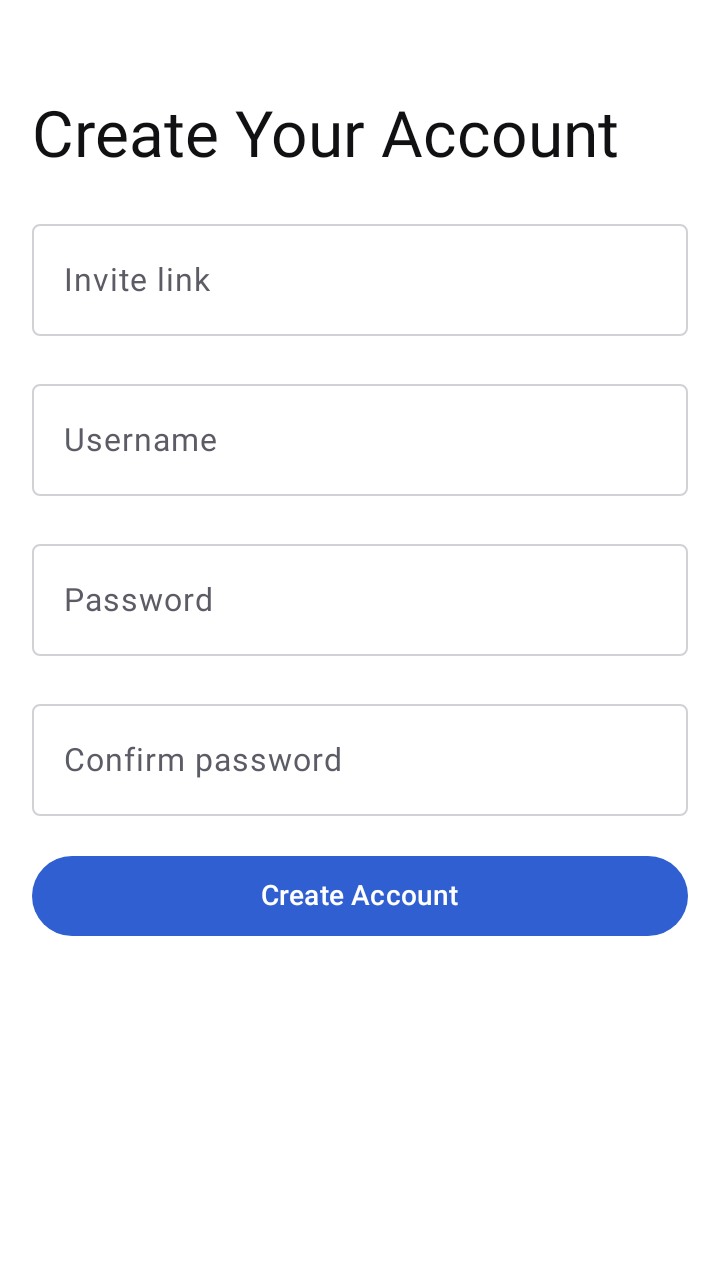 Create Your Account
Invite link
Username
Password
Confirm password
Create Account